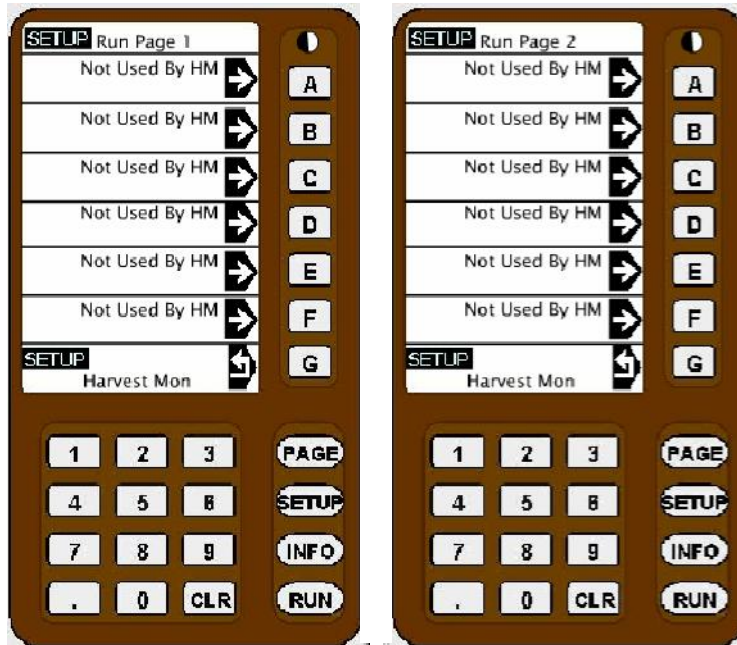 SETUP Run Page 1
Not Used By HM
A
Not Used By HM
B
Not Used By HM
C
Not Used By HM
D
Not Used By HM
E
Not Used By HM
F
SETUP
Harvest Mon
G
1 2 3 PAGE
4 5 6 SETUP
7 8 9 INFO
. 0 CLR RUN
SETUP Run Page 2
Not Used By HM
A
Not Used By HM
B
Not Used By HM
C
Not Used By HM
D
Not Used By HM
E
Not Used By HM
F
SETUP
Harvest Mon
G
1 2 3 PAGE
4 5 6 SETUP
7 8 9 INFO
. 0 CLR RUN